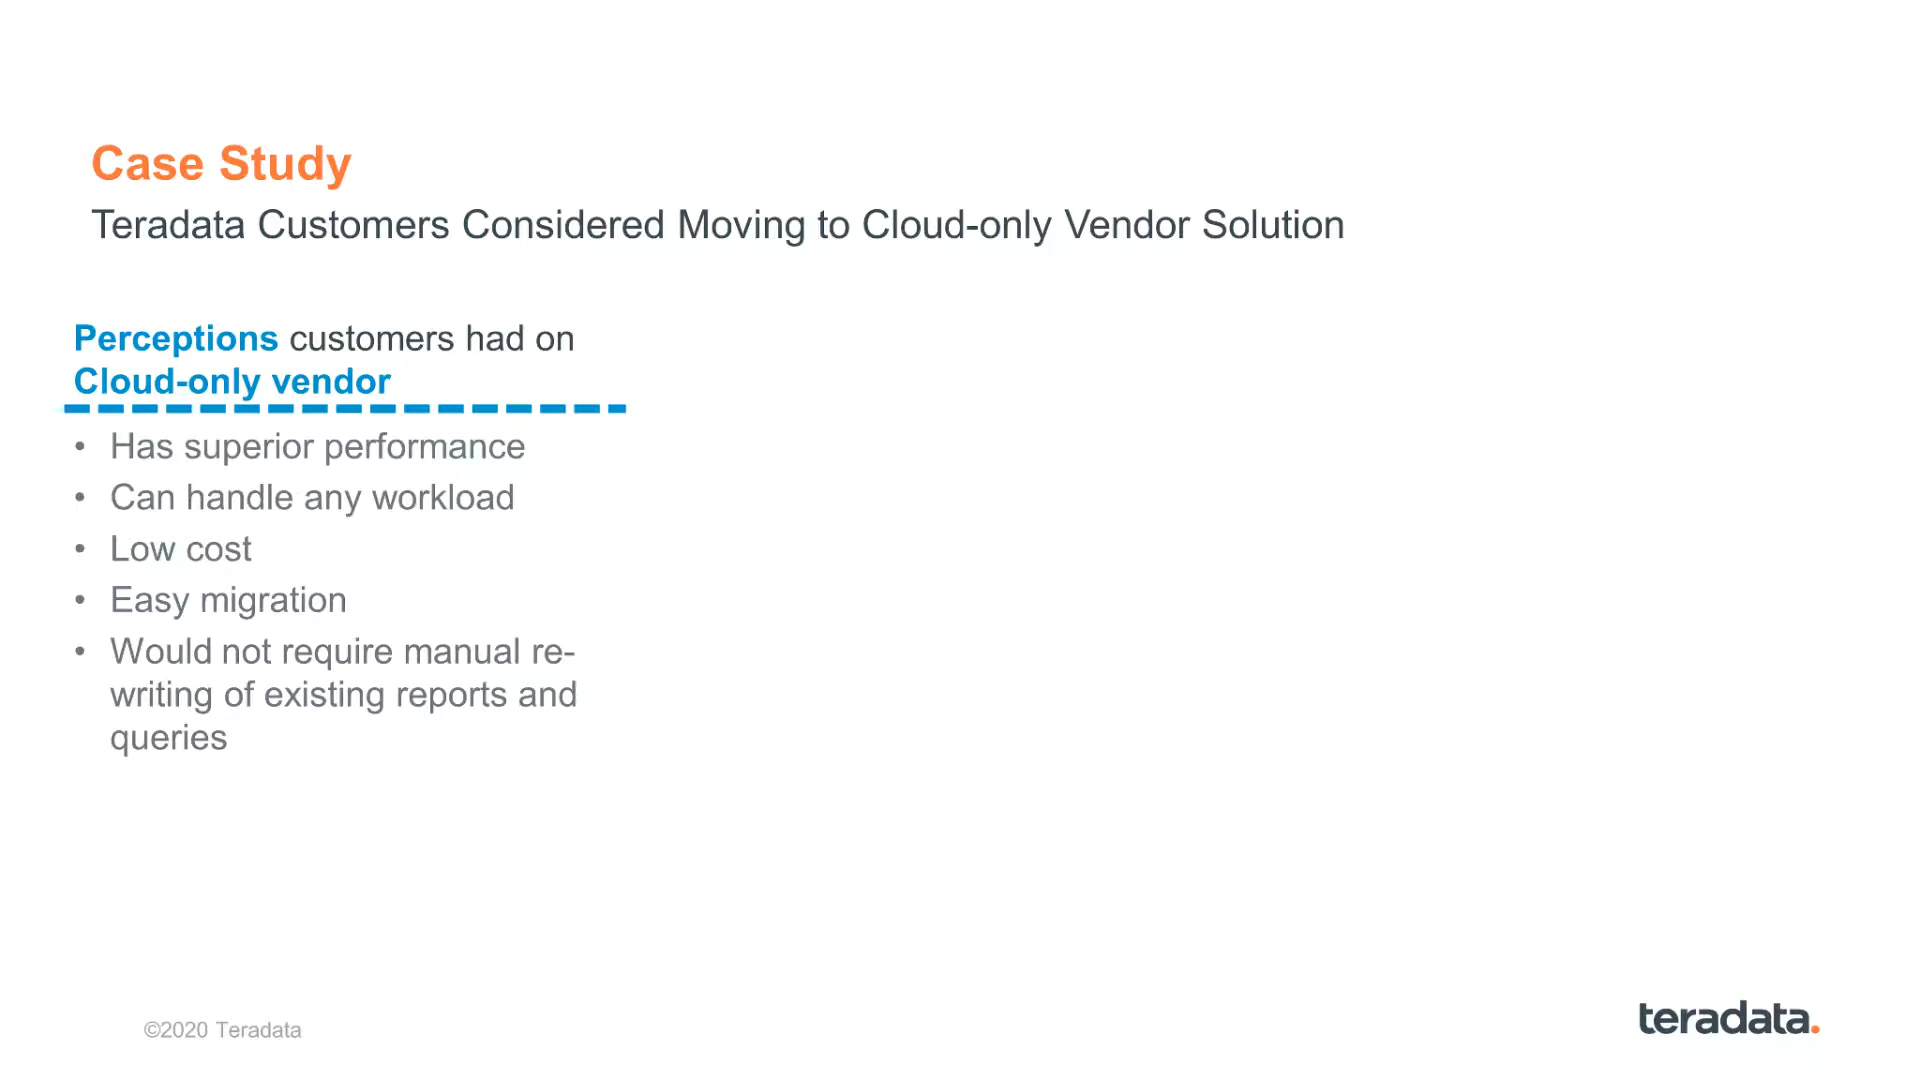 Case Study
Teradata Customers Considered Moving to Cloud-only Vendor Solution
Perceptions customers had on
Cloud-only vendor
• Has superior performance
• Can handle any workload
• Low cost
• Easy migration
• Would not require manual re-
writing of existing reports and
queries
©2020 Teradata
teradata.